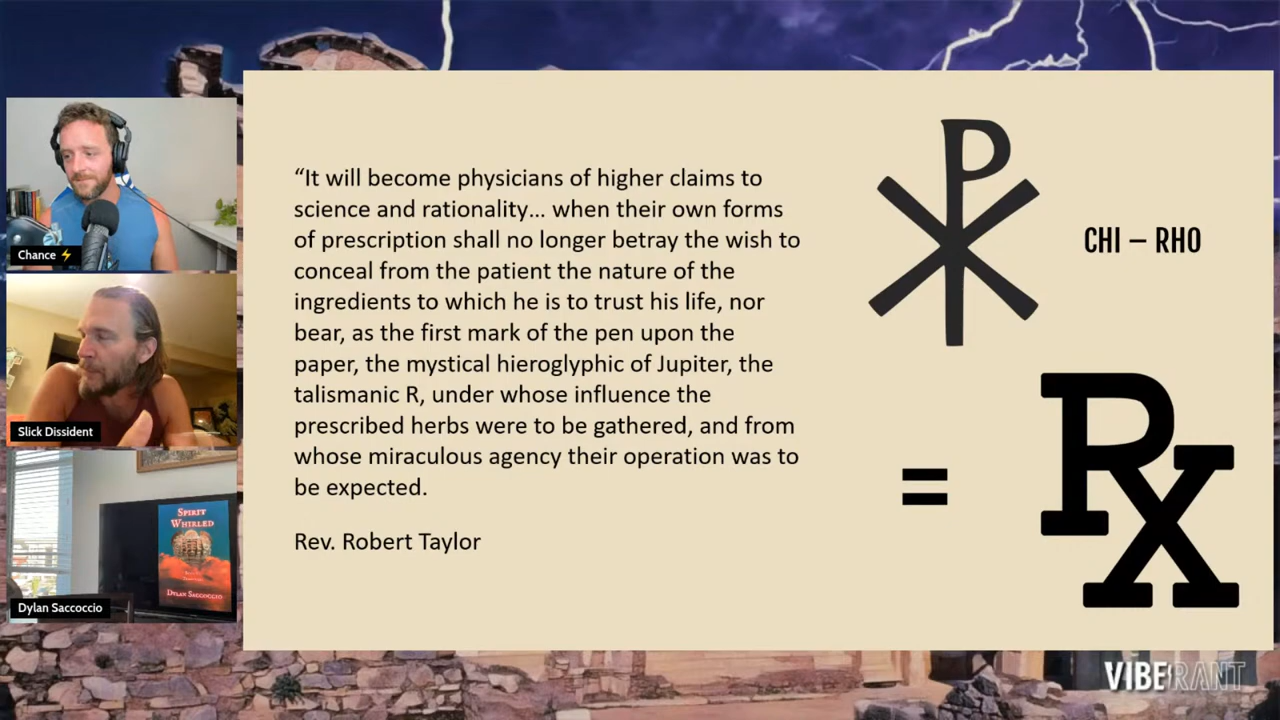 Chance ⚡
Slick Dissident
SPIRIT
WHIRLED
DYLAN SACCOCCIO
Dylan Saccoccio
“It will become physicians of higher claims to
science and rationality… when their own forms
of prescription shall no longer betray the wish to
conceal from the patient the nature of the
ingredients to which he is to trust his life, nor
bear, as the first mark of the pen upon the
paper, the mystical hieroglyphic of Jupiter, the
talismanic R, under whose influence the
prescribed herbs were to be gathered, and from
whose miraculous agency their operation was to
be expected.
Rev. Robert Taylor
CHI – RHO
=
Rx
VIBERANT